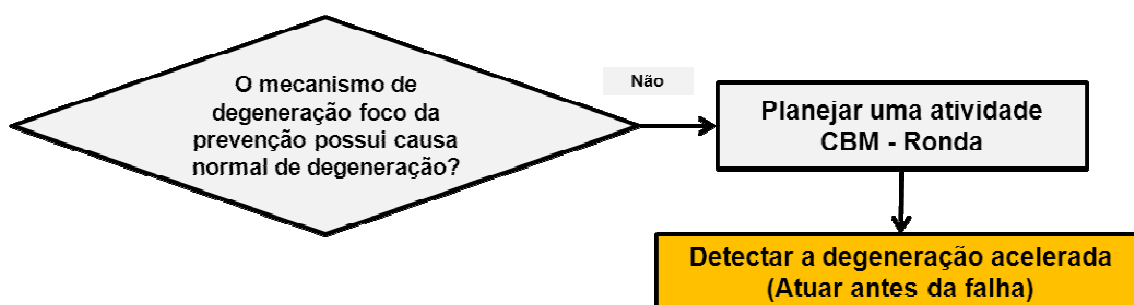 O mecanismo de
degeneração foco da
prevenção possui causa
normal de degeneração?
Não
Planejar uma atividade
CBM - Ronda
Detectar a degeneração acelerada
(Atuar antes da falha)